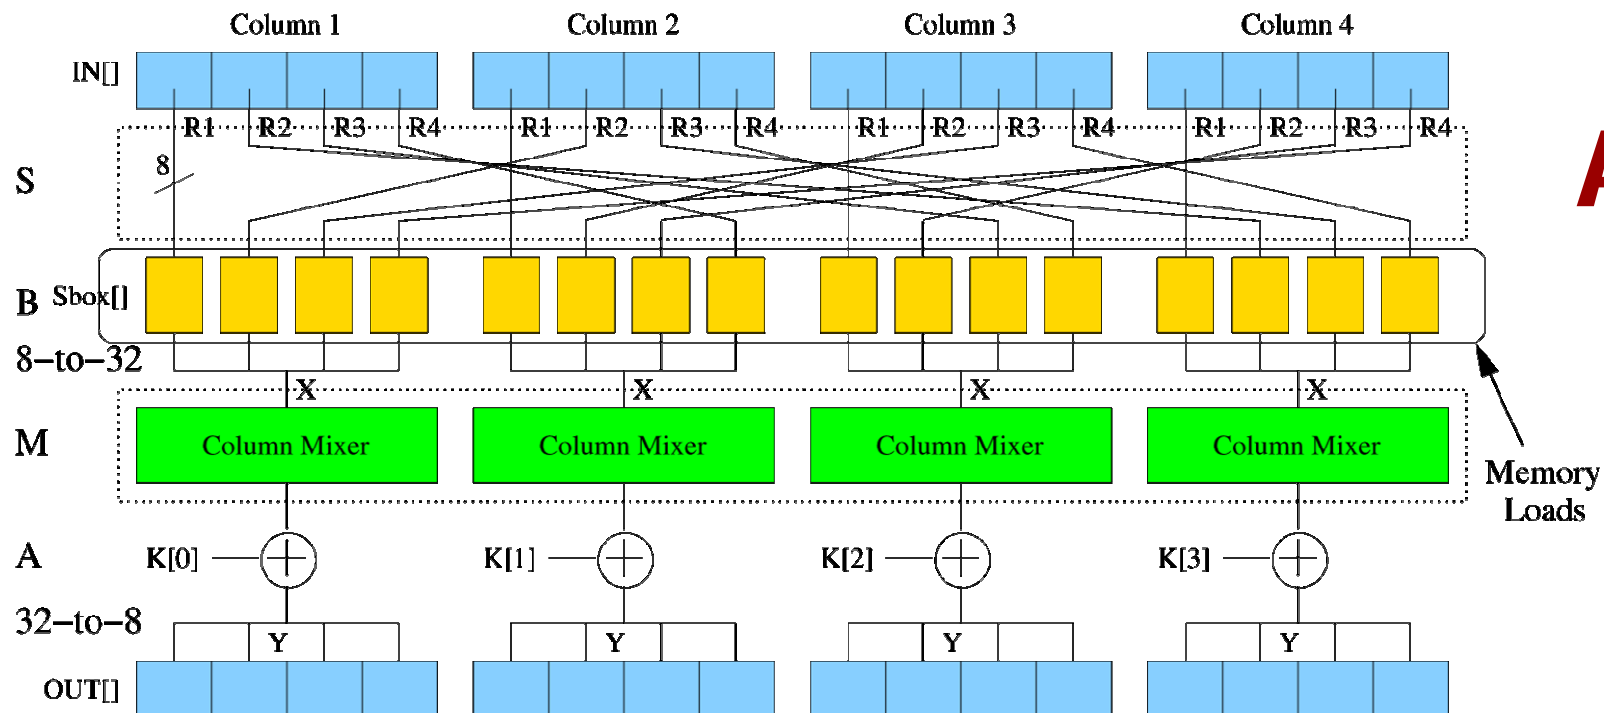 Column 1 Column 2 Column 3 Column 4
IN[]
R1 R2 R3 R4 R1 R2 R3 R4 R1 R2 R3 R4 R1 R2 R3 R4
8
S
B Sbox[]
8-to-32
X X X X
M Column Mixer Column Mixer Column Mixer Column Mixer
Memory
Loads
A K[0] K[1] K[2] K[3]
32-to-8
Y Y Y Y
OUT[]